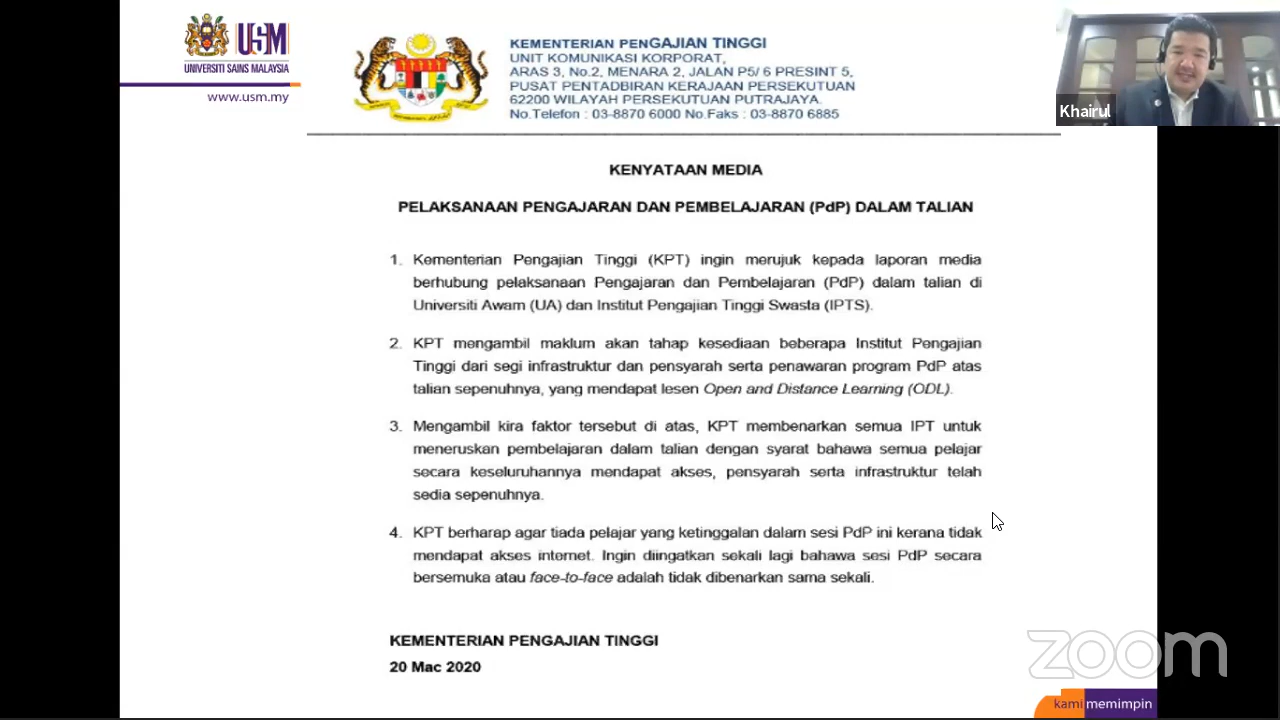 USM
UNIVERSITI SAINS MALAYSIA
www.usm.my
KEMENTERIAN PENGAJIAN TINGGI
UNIT KOMUNIKASI KORPORAT,
ARAS 3, No.2, MENARA 2, JALAN P5/ 6 PRESINT 5,
PUSAT PENTADBIRAN KERAJAAN PERSEKUTUAN
62200 WILAYAH PERSEKUTUAN PUTRAJAYA.
No.Telefon : 03-8870 6000 No.Faks : 03-8870 6885
Khairul
KENYATAAN MEDIA
PELAKSANAAN PENGAJARAN DAN PEMBELAJARAN (PdP) DALAM TALIAN
1. Kementerian Pengajian Tinggi (KPT) ingin merujuk kepada laporan media
berhubung pelaksanaan Pengajaran dan Pembelajaran (PdP) dalam talian di
Universiti Awam (UA) dan Institut Pengajian Tinggi Swasta (IPTS).
2. KPT mengambil maklum akan tahap kesediaan beberapa Institut Pengajian
Tinggi dari segi infrastruktur dan pensyarah serta penawaran program PdP atas
talian sepenuhnya, yang mendapat lesen Open and Distance Learning (ODL).
3. Mengambil kira faktor tersebut di atas, KPT membenarkan semua IPT untuk
meneruskan pembelajaran dalam talian dengan syarat bahawa semua pelajar
secara keseluruhannya mendapat akses, pensyarah serta infrastruktur telah
sedia sepenuhnya.
4. KPT berharap agar tiada pelajar yang ketinggalan dalam sesi PdP ini kerana tidak
mendapat akses internet. Ingin diingatkan sekali lagi bahawa sesi PdP secara
bersemuka atau face-to-face adalah tidak dibenarkan sama sekali.
KEMENTERIAN PENGAJIAN TINGGI
20 Mac 2020
zoom
kami memimpin